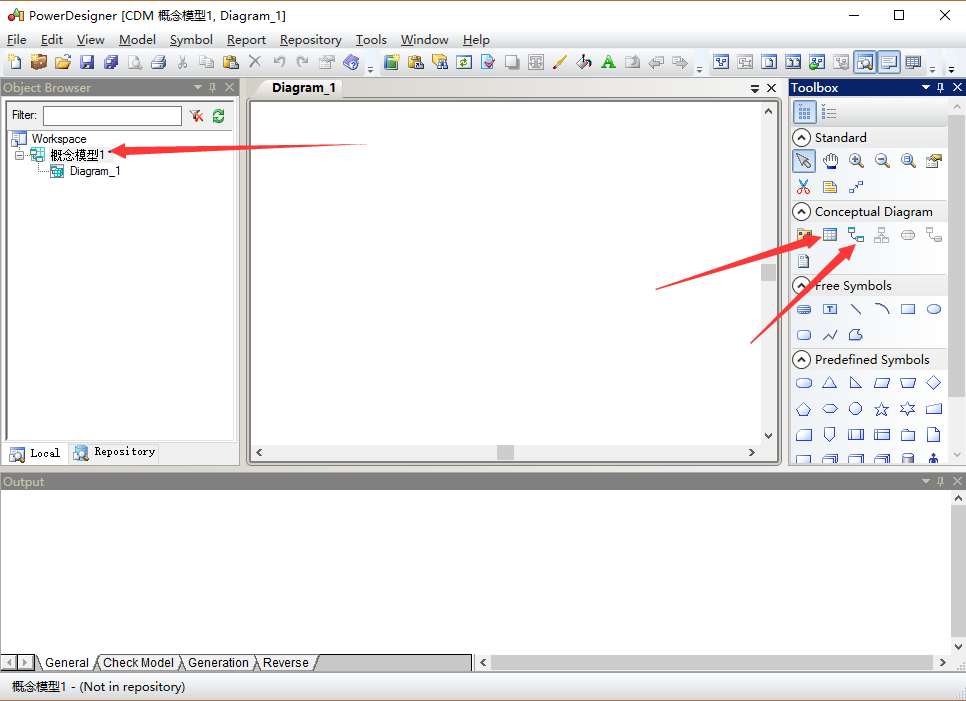 PowerDesigner [CDM 概念模型1, Diagram_1]
File Edit View Model Symbol Report Repository Tools Window Help
Object Browser
Diagram_1
Toolbox
Filter:
Workspace
概念模型1
Diagram_1
Standard
Conceptual Diagram
Free Symbols
Predefined Symbols
Local Repository
Output
General Check Model Generation Reverse
概念模型1 - (Not in repository)